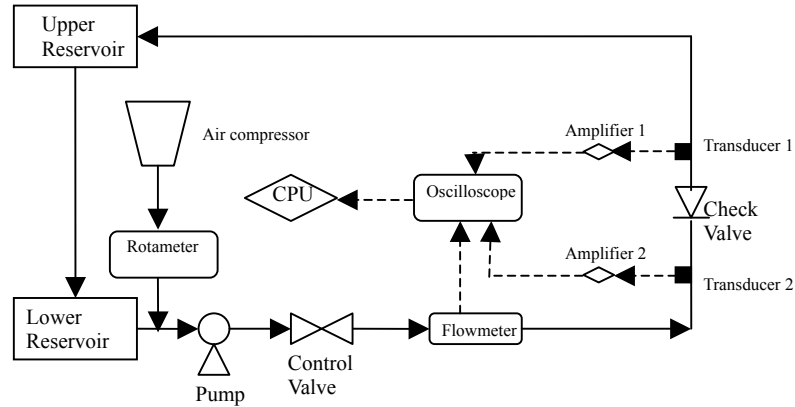 Upper
Reservoir
Air compressor
Amplifier 1
Transducer 1
CPU
Oscilloscope
Check
Valve
Rotameter
Amplifier 2
Transducer 2
Lower
Reservoir
Flowmeter
Control
Valve
Pump